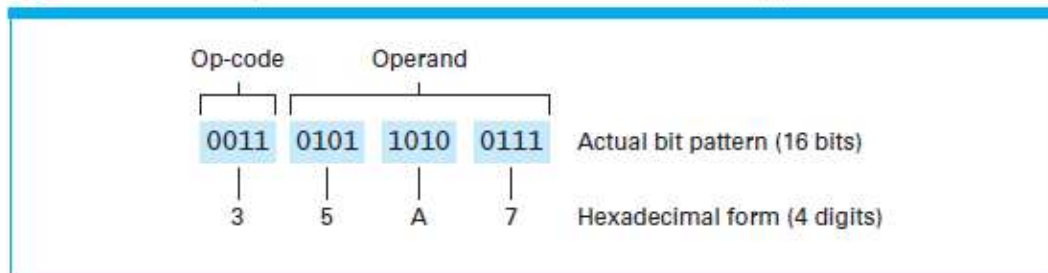 Op-code Operand
0011 0101 1010 0111 Actual bit pattern (16 bits)
3 5 A 7 Hexadecimal form (4 digits)